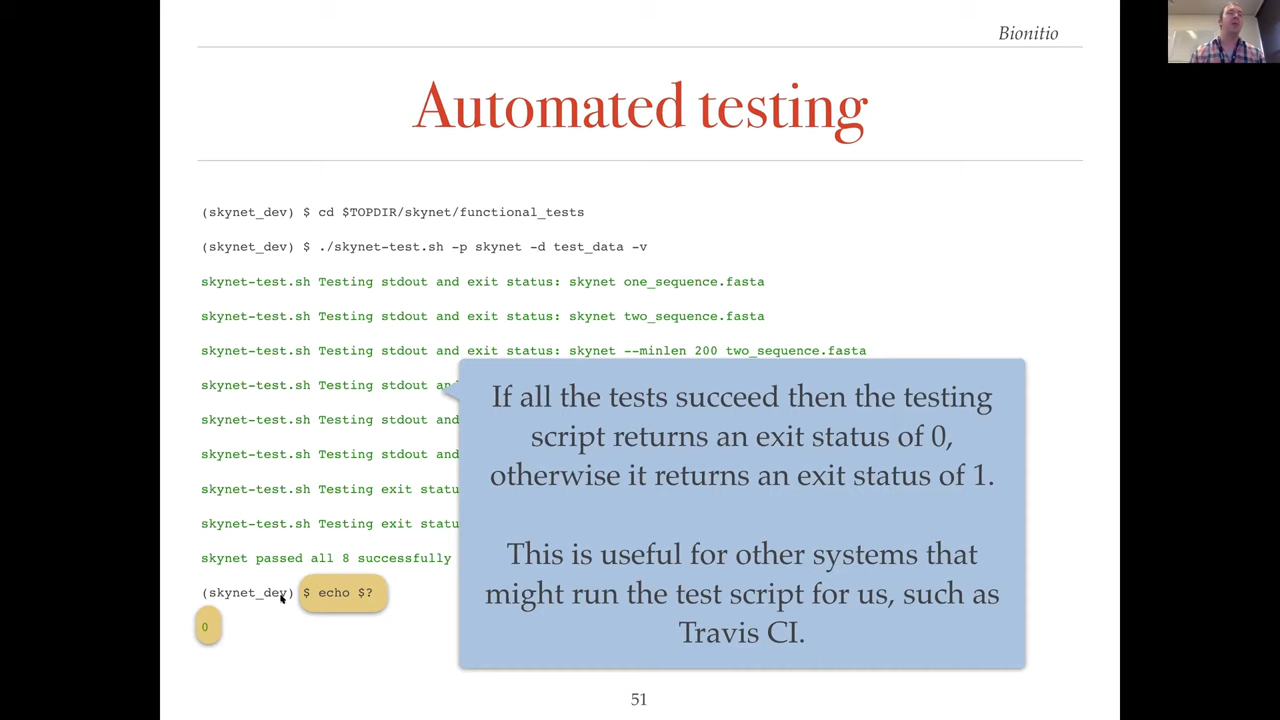 Bionitio
Automated testing
(skynet_dev) $ cd $TOPDIR/skynet/functional_tests
(skynet_dev) $ ./skynet-test.sh -p skynet -d test_data -v
skynet-test.sh Testing stdout and exit status: skynet one_sequence.fasta
skynet-test.sh Testing stdout and exit status: skynet two_sequence.fasta
skynet-test.sh Testing stdout and exit status: skynet --minlen 200 two_sequence.fasta
skynet-test.sh Testing stdout
skynet-test.sh Testing stdout
skynet-test.sh Testing stdout
skynet-test.sh Testing exit
skynet-test.sh Testing exit
skynet passed all 8 successfully
(skynet_dev) $ echo $?
0
If all the tests succeed then the testing
script returns an exit status of 0,
otherwise it returns an exit status of 1.
This is useful for other systems that
might run the test script for us, such as
Travis CI.
51